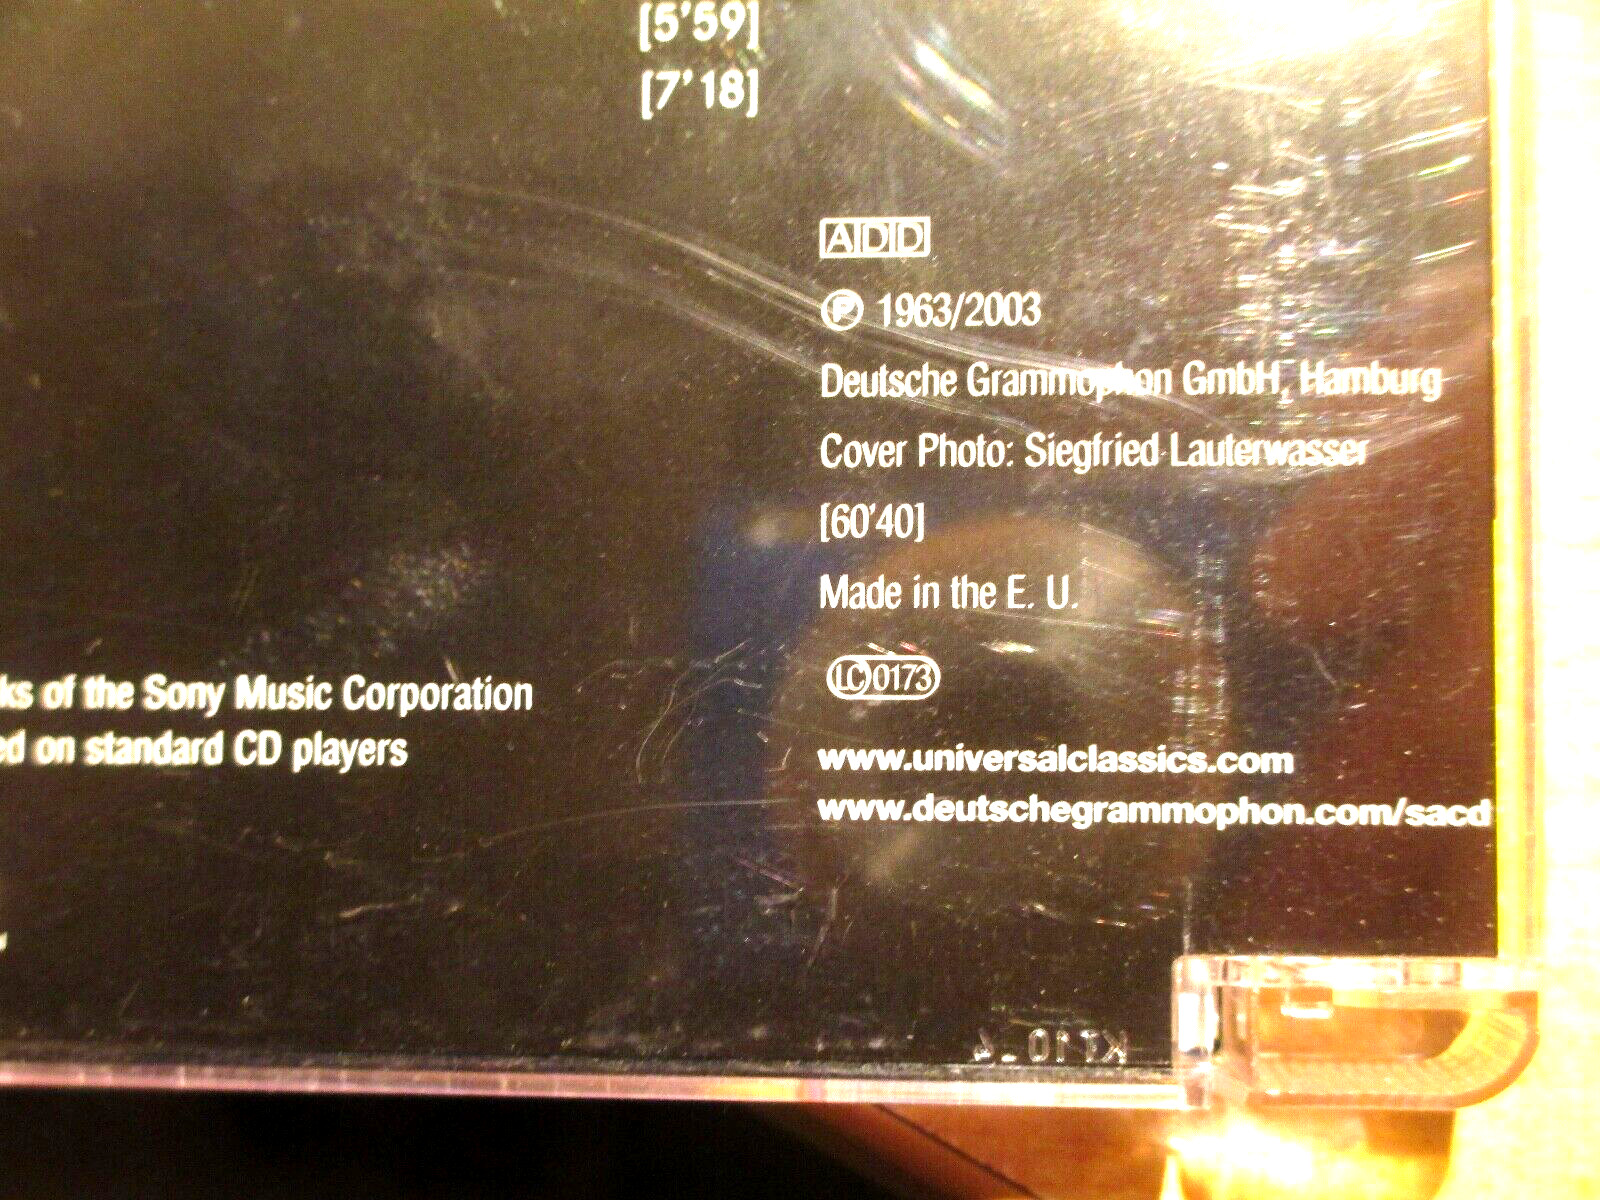 [5’59]
[7’18]
ADD
℗ 1963/2003
Deutsche Grammophon GmbH, Hamburg
Cover Photo: Siegfried Lauterwasser
[60’40]
Made in the E. U.
LC 0173
of the Sony Music Corporation
on standard CD players
www.universalclassics.com
www.deutschegrammophon.com/sacd